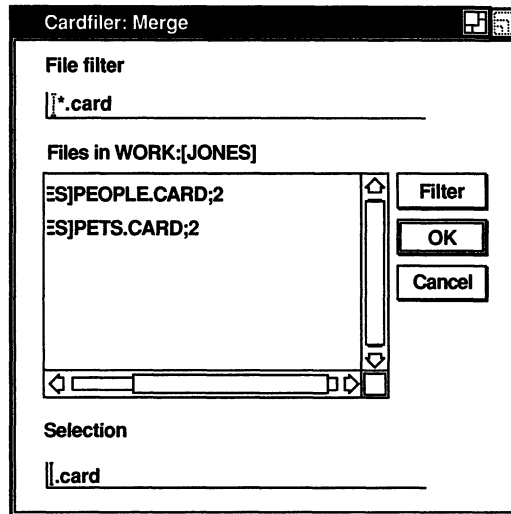 Cardfiler: Merge
File filter
*.card
Files in WORK:[JONES]
ES]PEOPLE.CARD;2
ES]PETS.CARD;2
Filter
OK
Cancel
Selection
.card